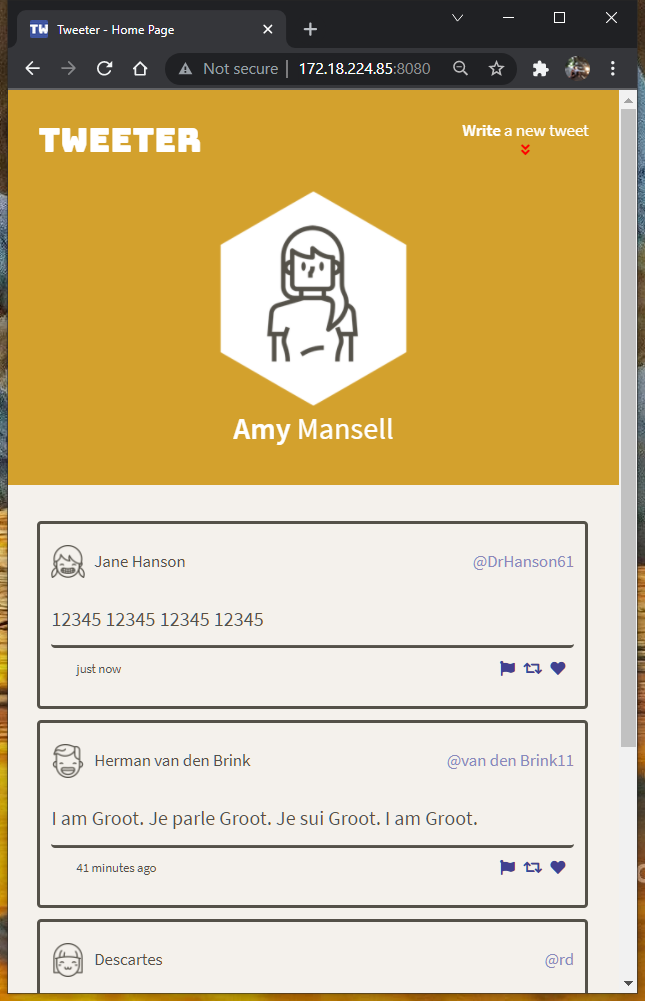 TW Tweeter - Home Page
Not secure | 172.18.224.85:8080
TWEETER
Write a new tweet
Amy Mansell
Jane Hanson @DrHanson61
12345 12345 12345 12345
just now
Herman van den Brink @van den Brink11
I am Groot. Je parle Groot. Je sui Groot. I am Groot.
41 minutes ago
Descartes @rd